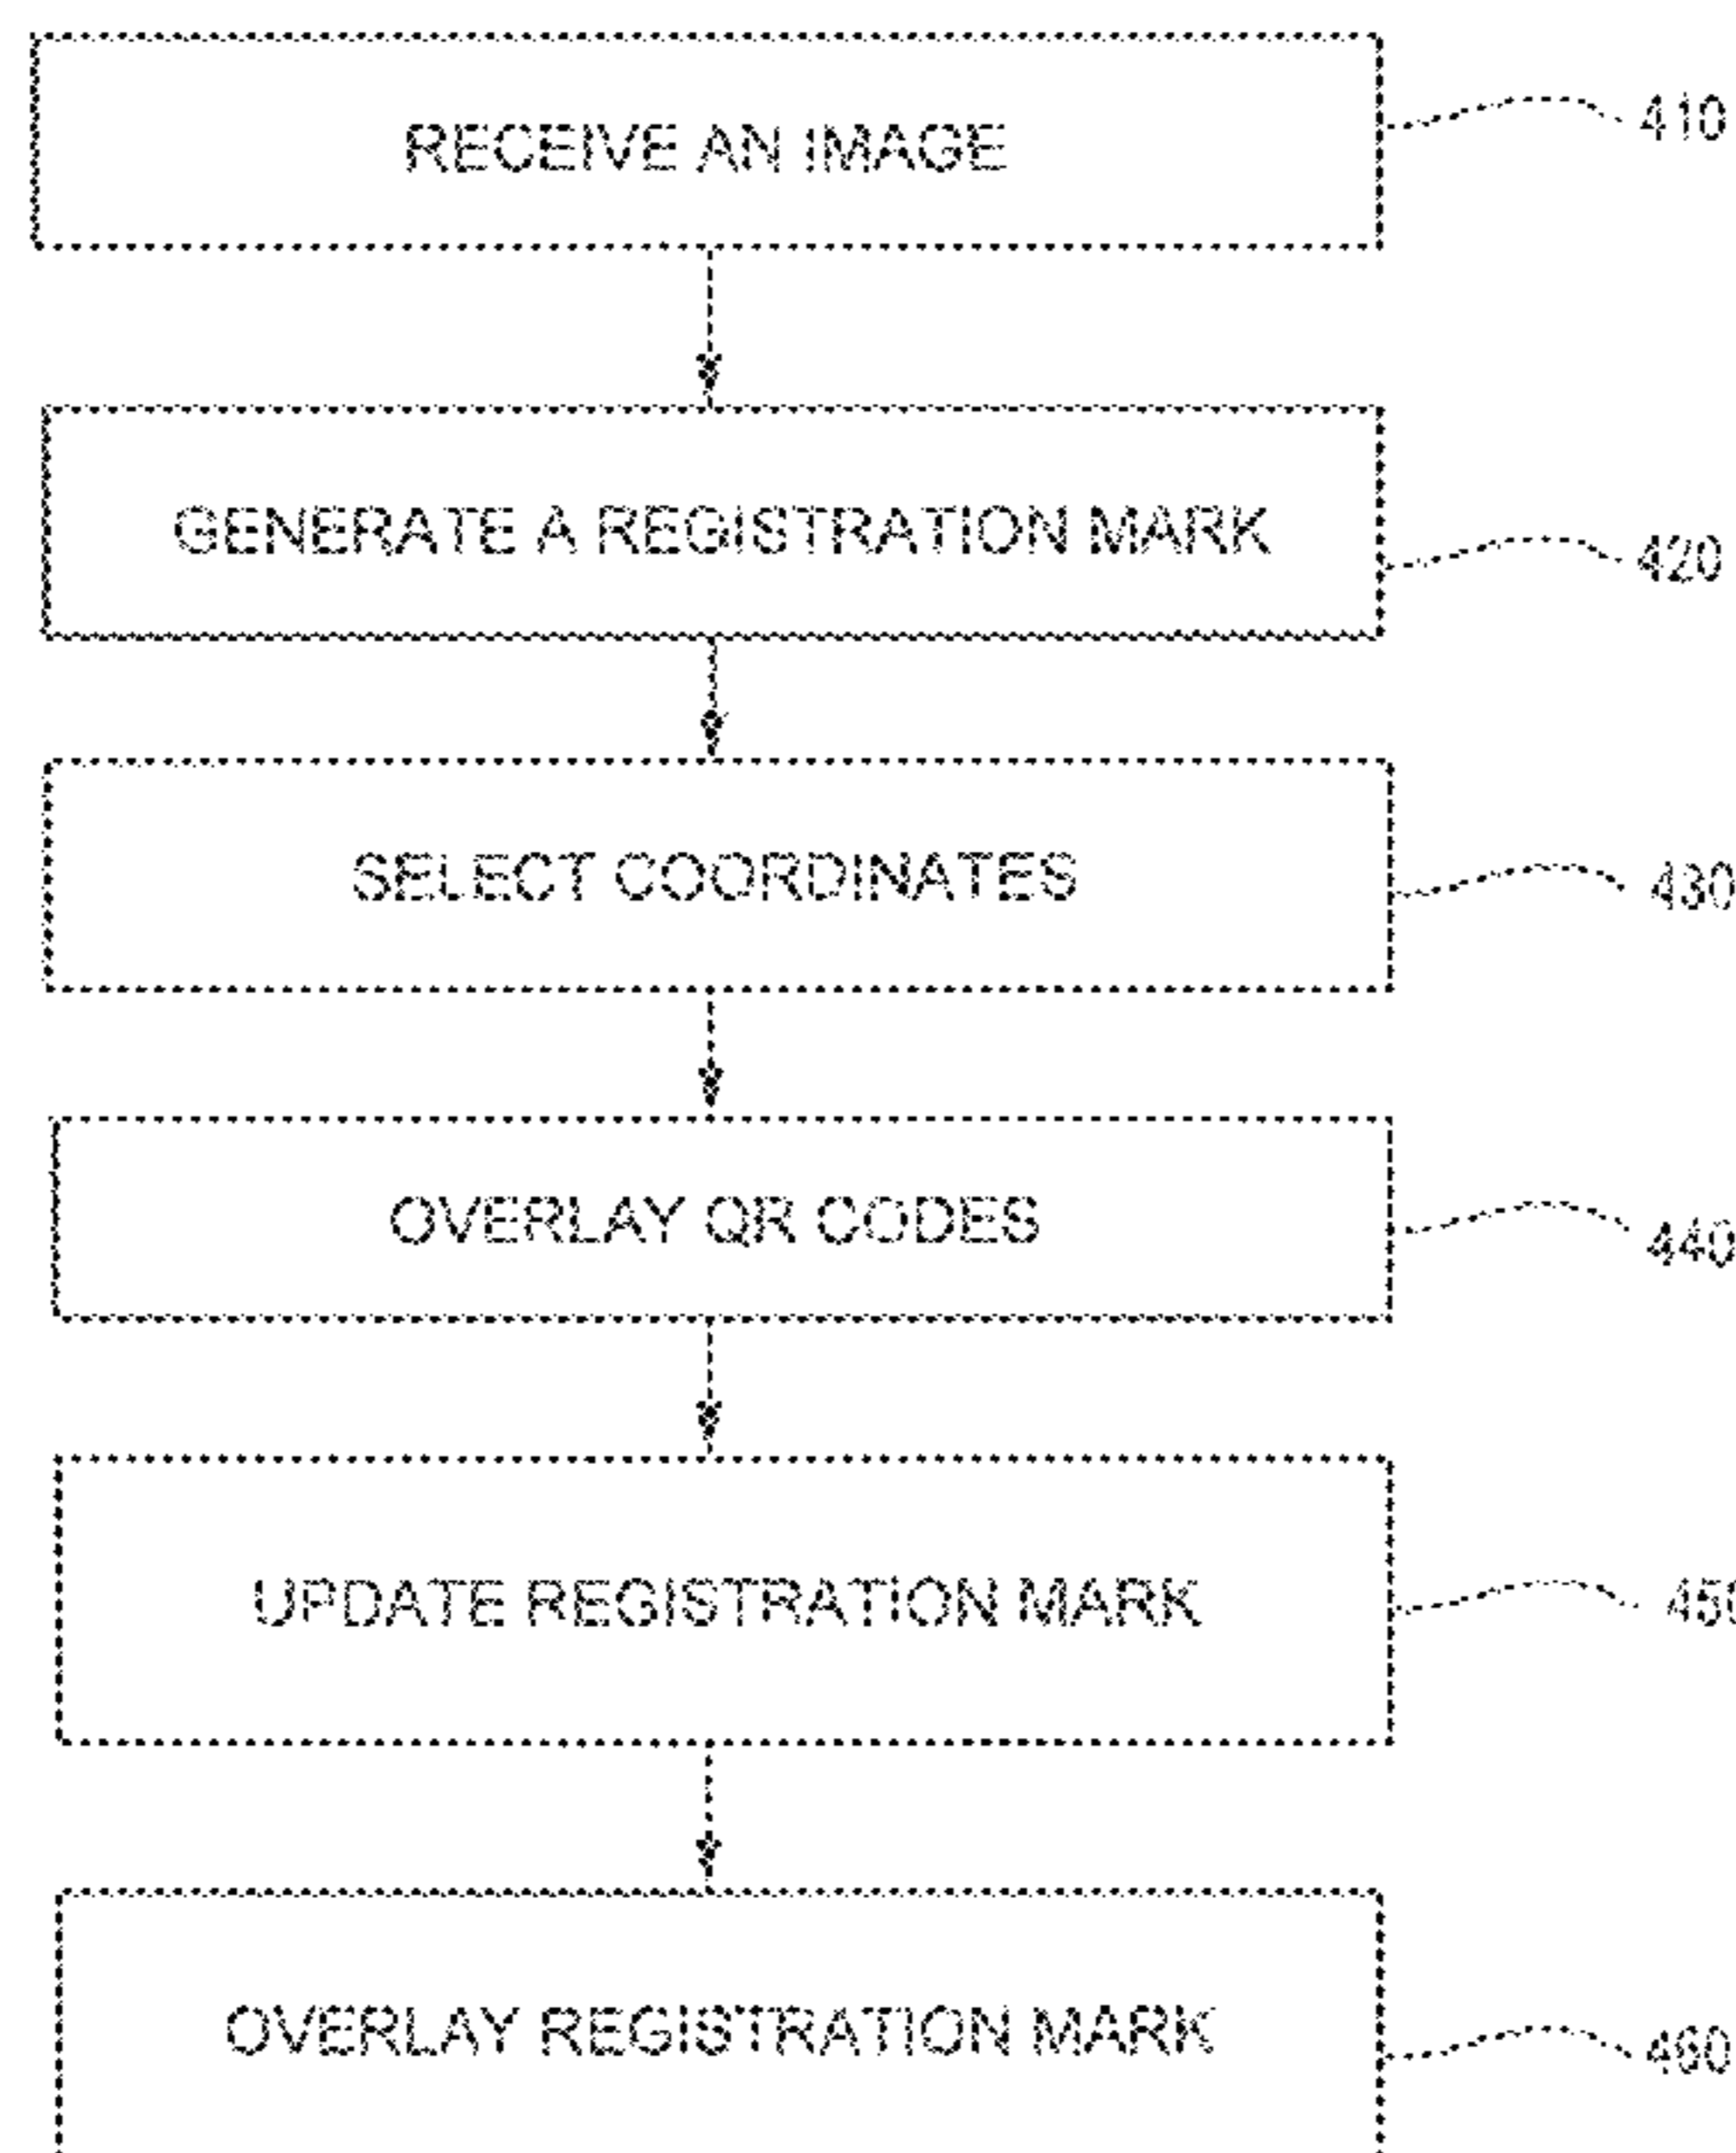 RECEIVE AN IMAGE
410
GENERATE A REGISTRATION MARK
420
SELECT COORDINATES
430
OVERLAY QR CODES
440
UPDATE REGISTRATION MARK
450
OVERLAY REGISTRATION MARK
460